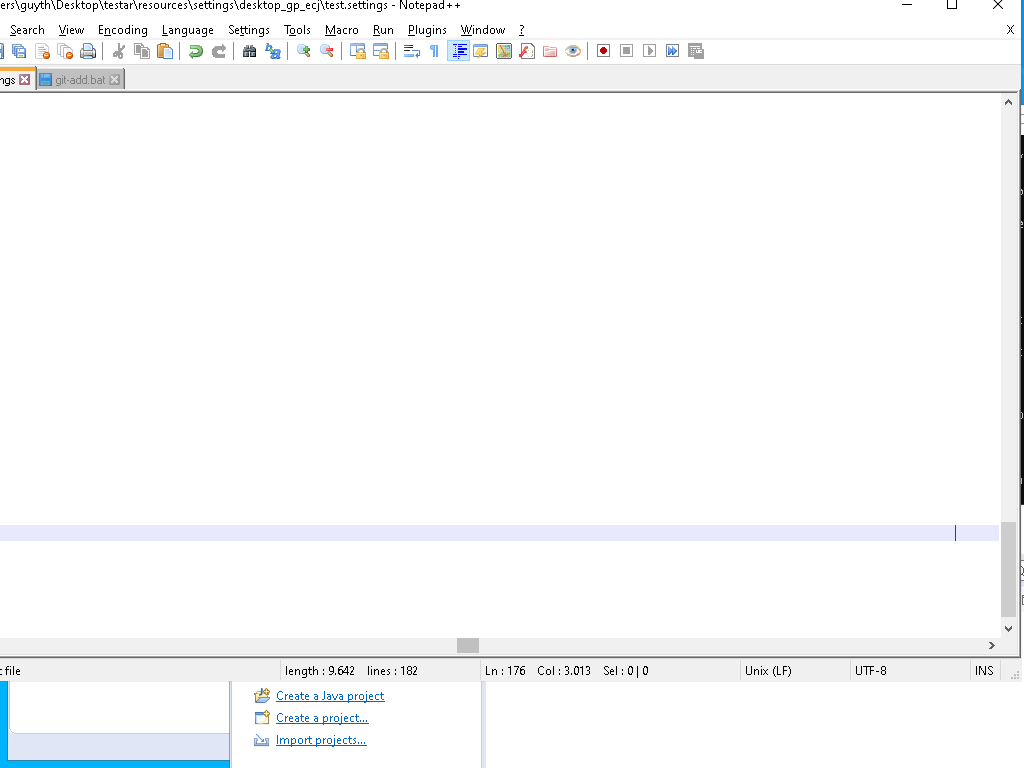 ers\guyth\Desktop\testar\resources\settings\desktop_gp_ecj\test.settings - Notepad++
Search View Encoding Language Settings Tools Macro Run Plugins Window ? X
ngs git-add.bat
t file length : 9.642 lines : 182 Ln : 176 Col : 3.013 Sel : 0 | 0 Unix (LF) UTF-8 INS
Create a Java project
Create a project...
Import projects...